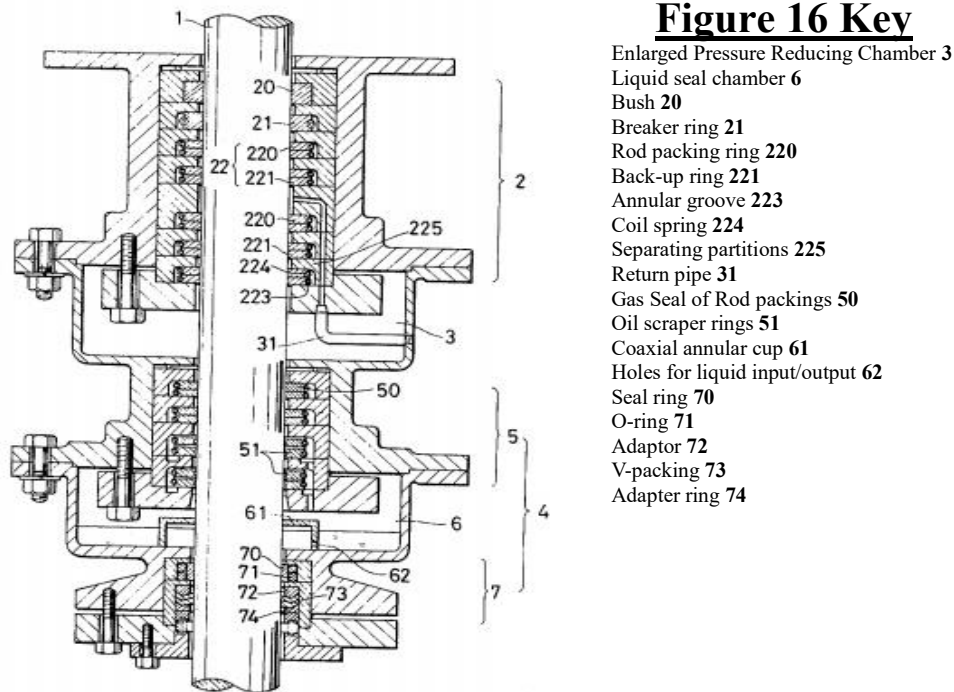 Figure 16 Key
Enlarged Pressure Reducing Chamber 3
Liquid seal chamber 6
Bush 20
Breaker ring 21
Rod packing ring 220
Back-up ring 221
Annular groove 223
Coil spring 224
Separating partitions 225
Return pipe 31
Gas Seal of Rod packings 50
Oil scraper rings 51
Coaxial annular cup 61
Holes for liquid input/output 62
Seal ring 70
O-ring 71
Adaptor 72
V-packing 73
Adapter ring 74
1
20
21
22
220
221
2
220
225
221
224
223
3
31
50
5
51
4
61
6
70
62
71
7
72
73
74